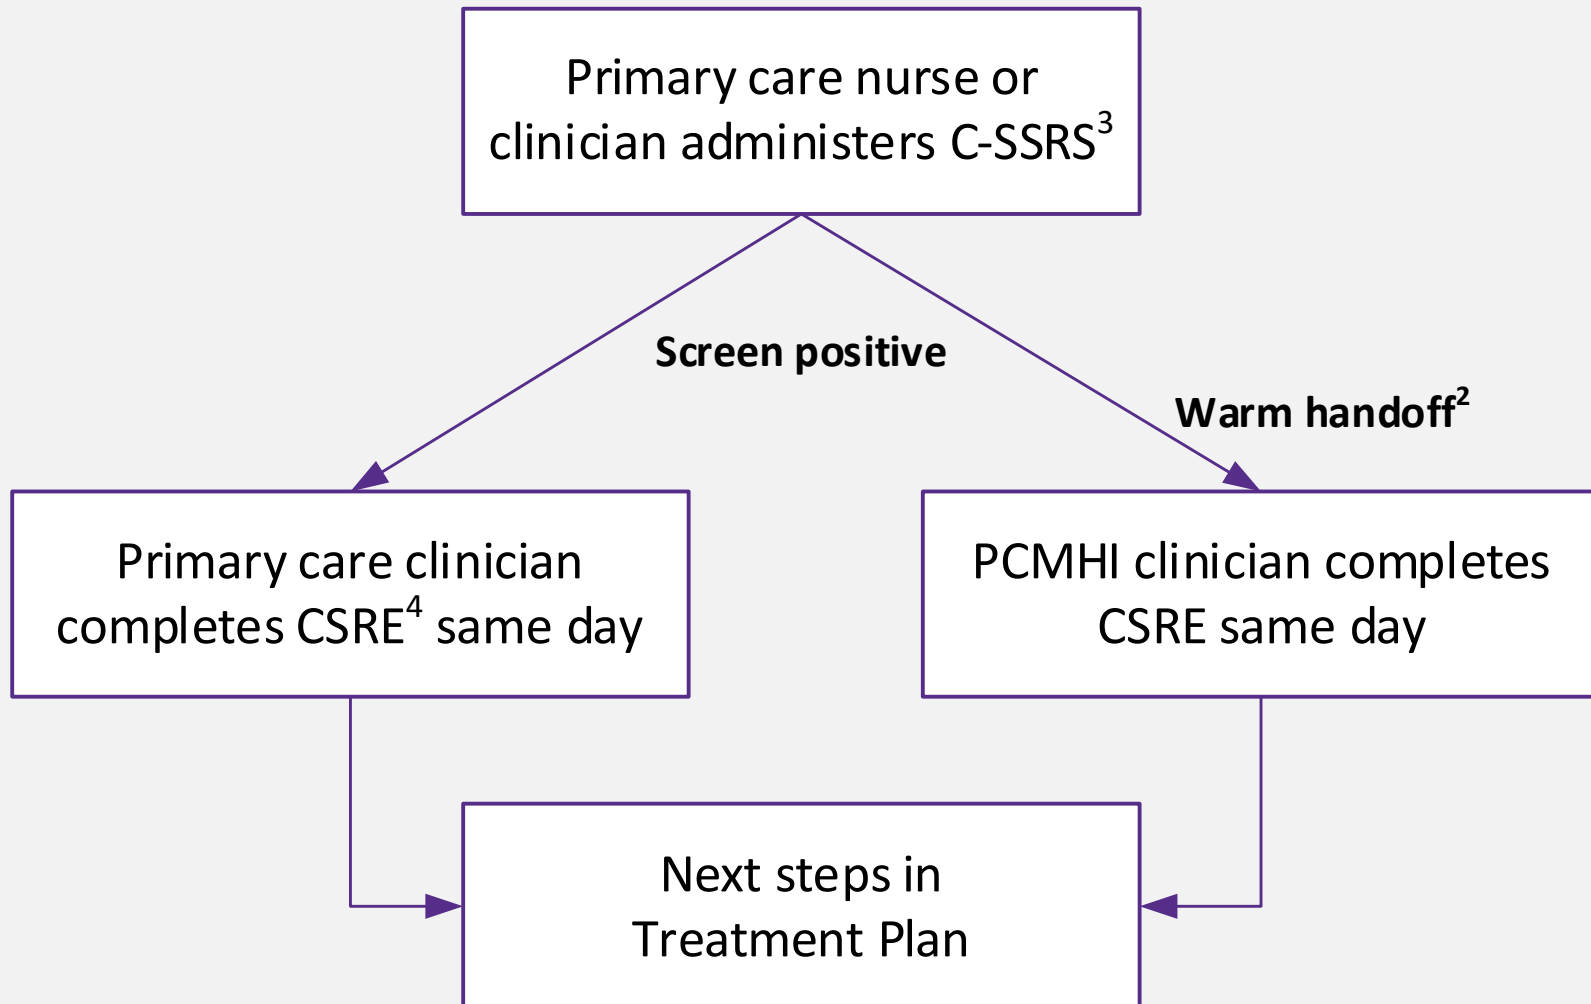 Primary care nurse or
clinician administers C-SSRS³
Screen positive
Warm handoff²
Primary care clinician
completes CSRE⁴ same day
PCMHI clinician completes
CSRE same day
Next steps in
Treatment Plan